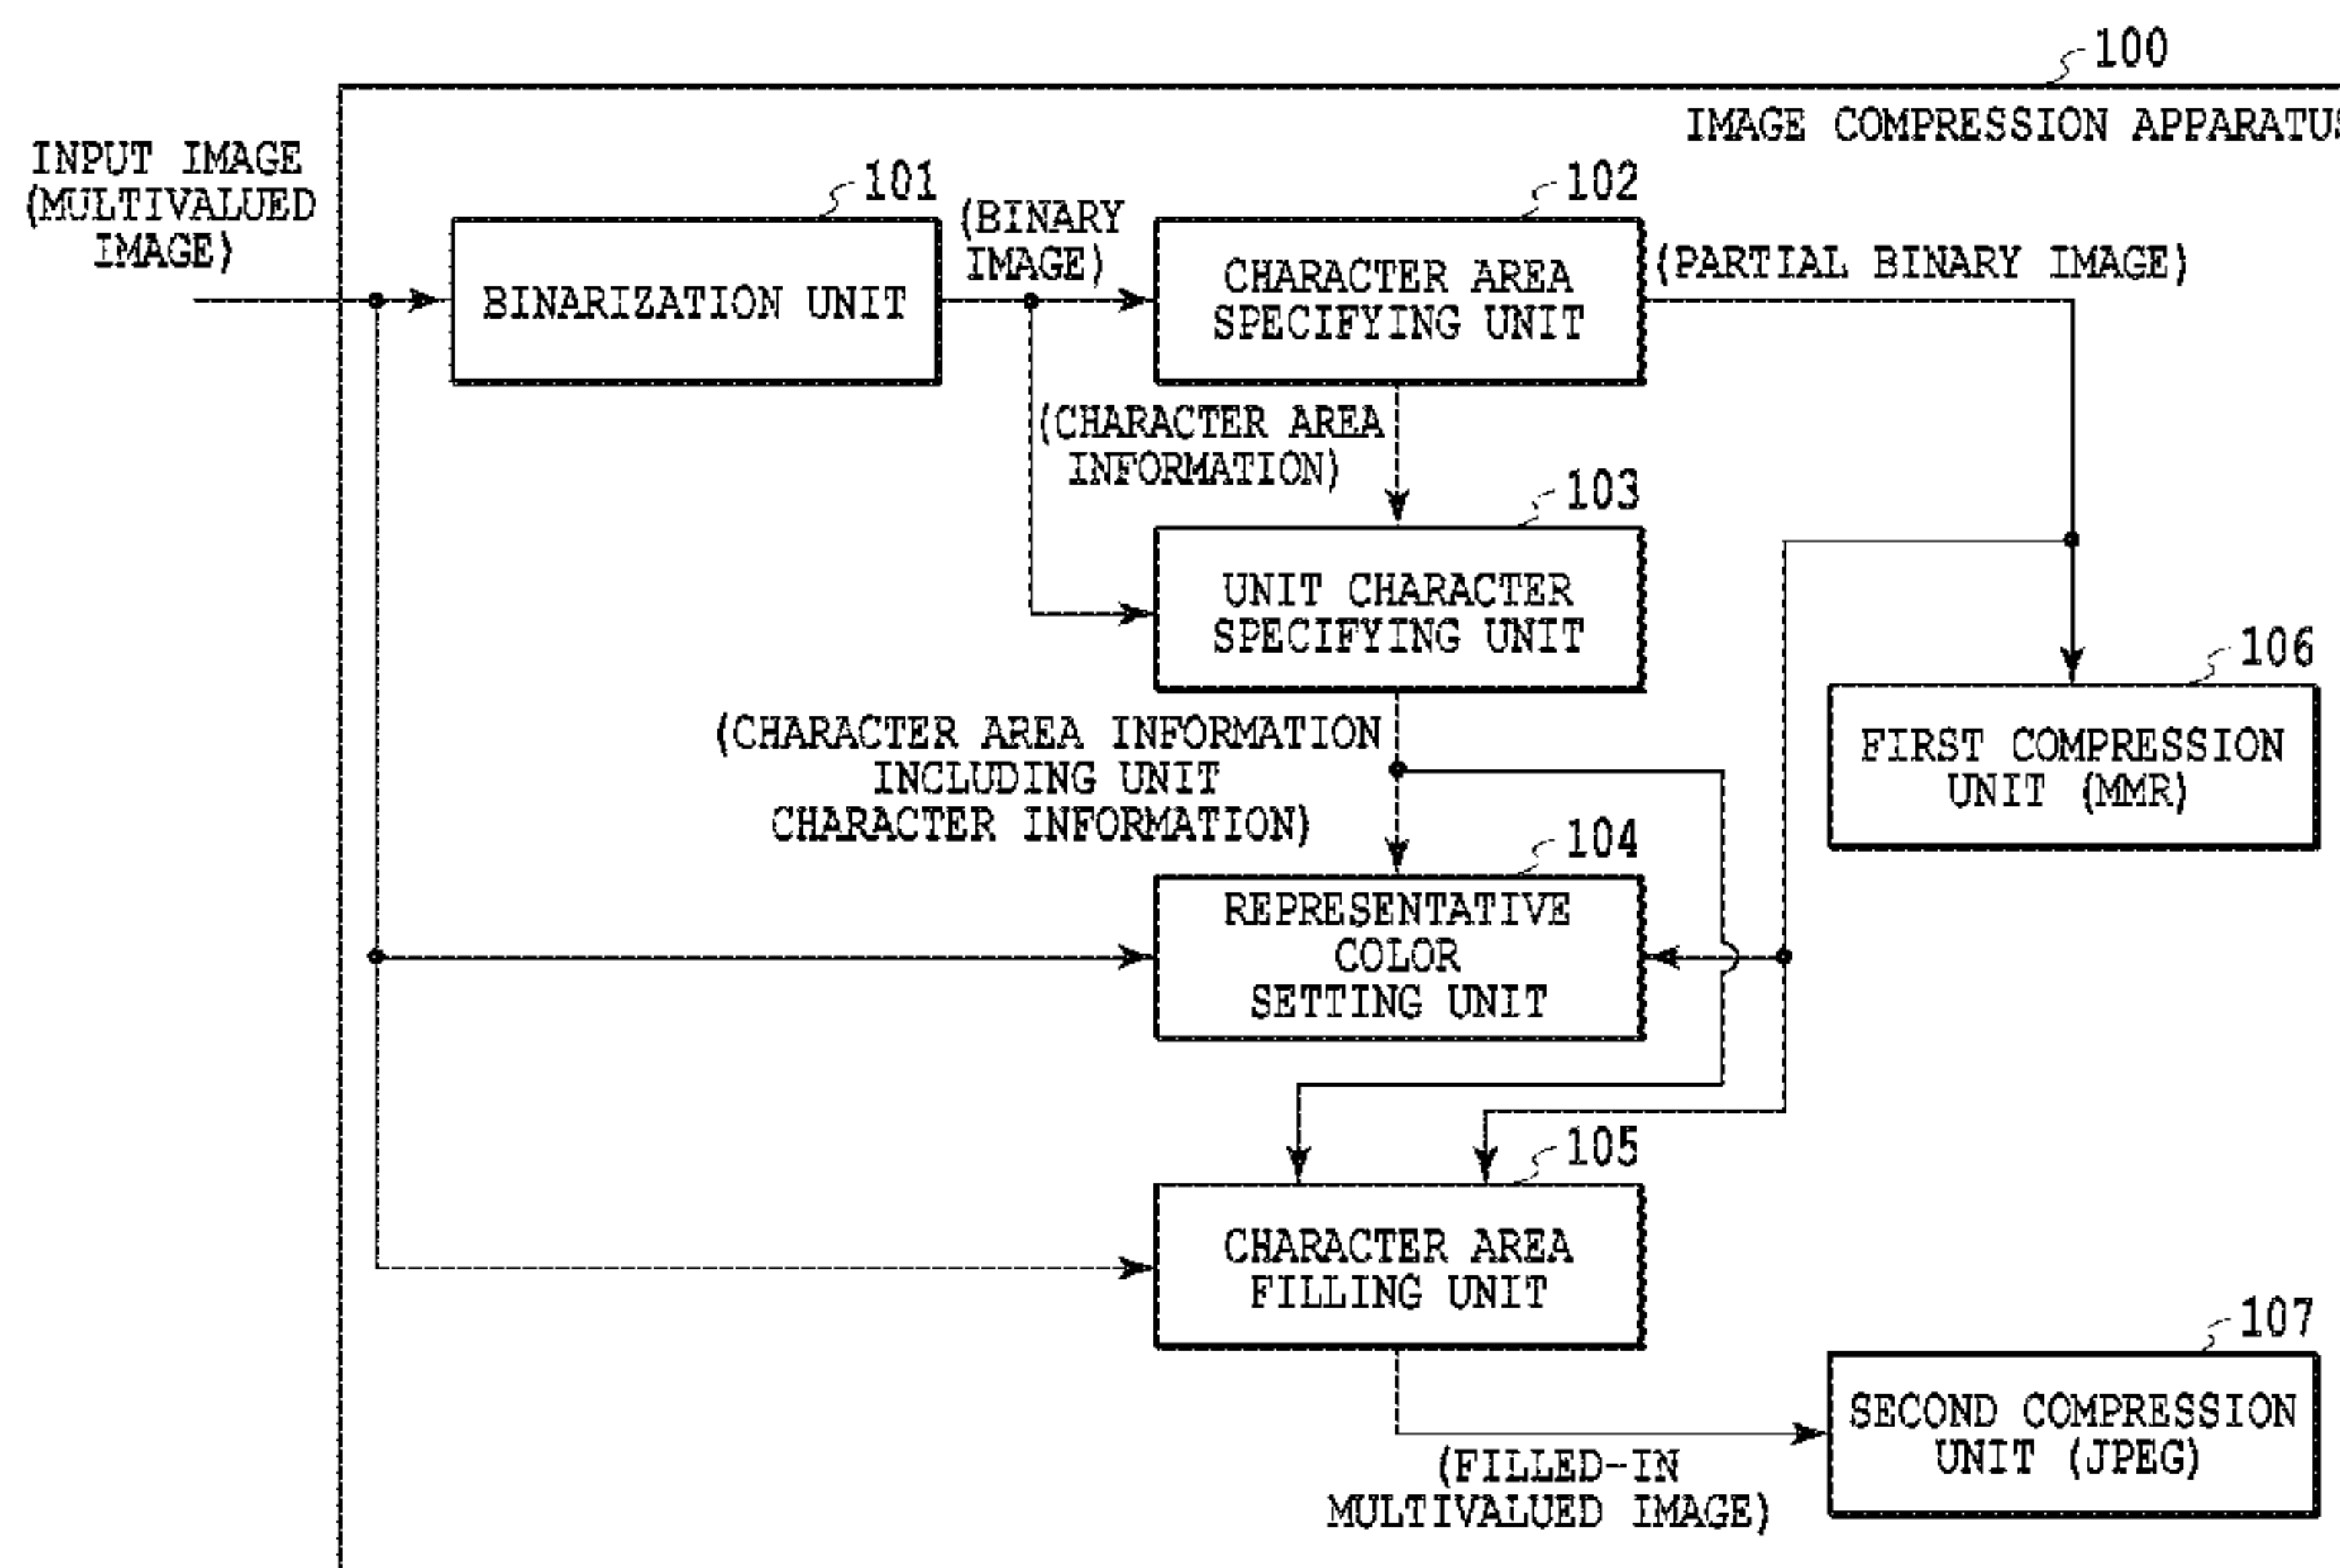 100
IMAGE COMPRESSION APPARATUS
INPUT IMAGE
(MULTIVALUED
IMAGE)
101
BINARIZATION UNIT
(BINARY
IMAGE)
102
CHARACTER AREA
SPECIFYING UNIT
(PARTIAL BINARY IMAGE)
(CHARACTER AREA
INFORMATION)
103
UNIT CHARACTER
SPECIFYING UNIT
106
FIRST COMPRESSION
UNIT (MMR)
(CHARACTER AREA INFORMATION
INCLUDING UNIT
CHARACTER INFORMATION)
104
REPRESENTATIVE
COLOR
SETTING UNIT
105
CHARACTER AREA
FILLING UNIT
107
SECOND COMPRESSION
UNIT (JPEG)
(FILLED-IN
MULTIVALUED IMAGE)